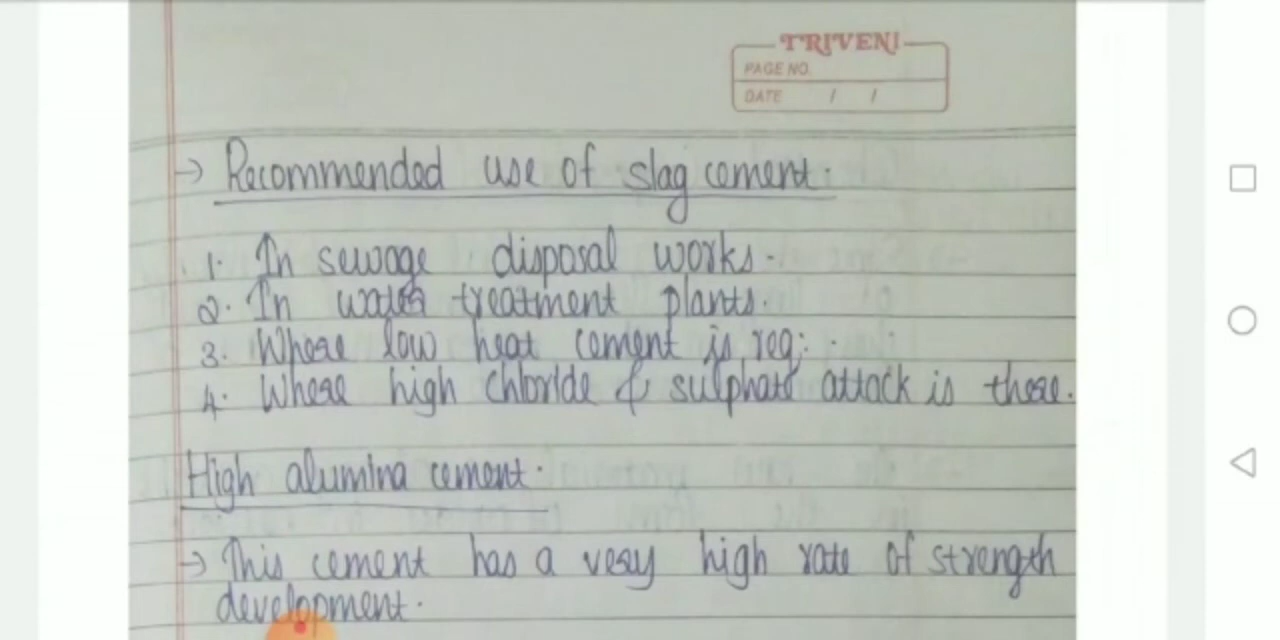 TRIVENI
PAGE NO.
DATE / /
→ Recommended use of slag cement.
1. In sewage disposal works.
2. In water treatment plants.
3. Where low heat cement is req:.
4. Where high chloride & sulphate attack is there.
High alumina cement.
→ This cement has a very high rate of strength
development.